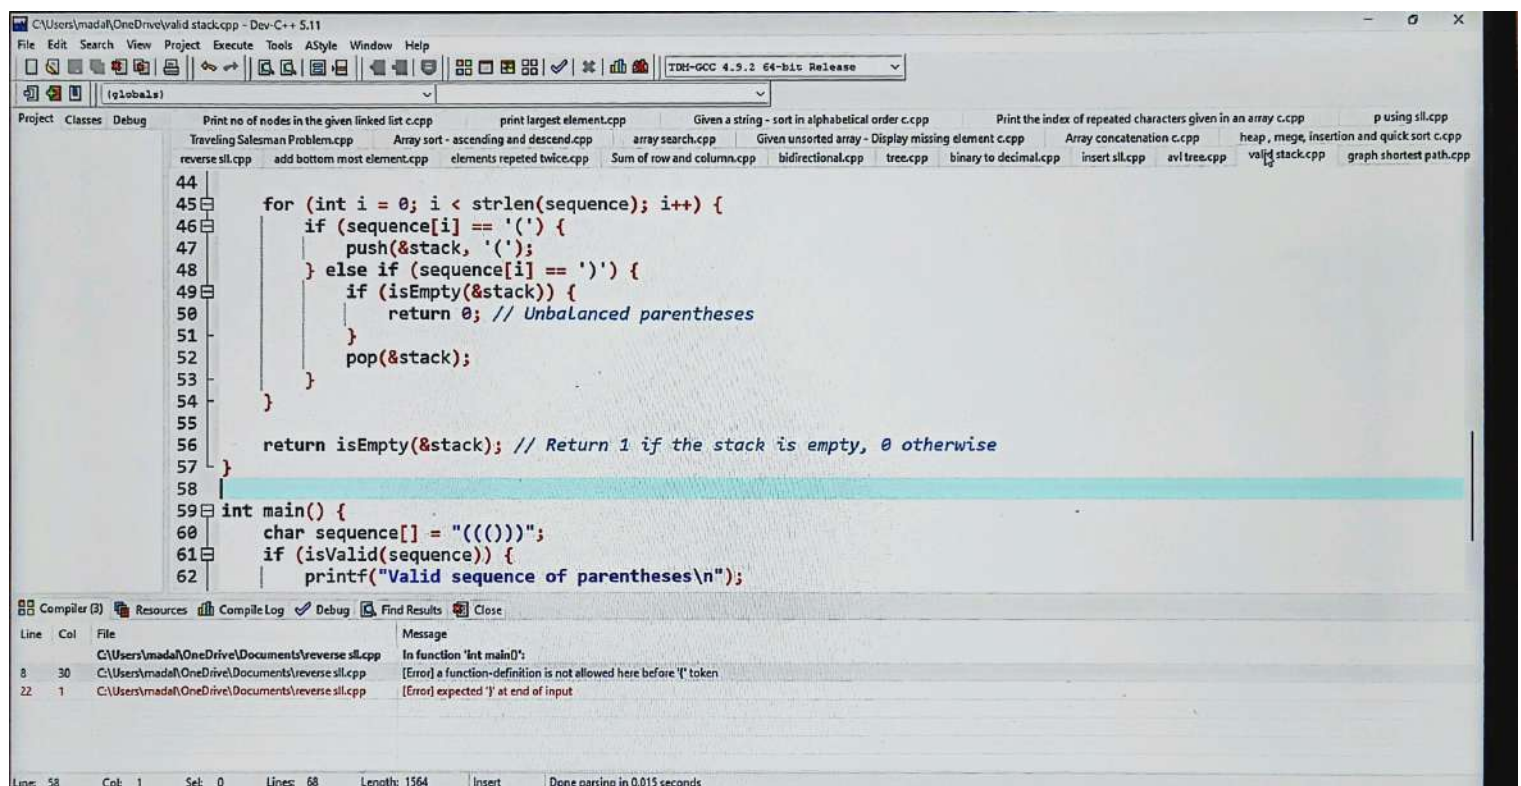 C:\Users\madal\OneDrive\valid stack.cpp - Dev-C++ 5.11
File Edit Search View Project Execute Tools AStyle Window Help
TDM-GCC 4.9.2 64-bit Release
(globals)
Project Classes Debug
Print no of nodes in the given linked list c.cpp print largest element.cpp Given a string - sort in alphabetical order c.cpp Print the index of repeated characters given in an array c.cpp p using sll.cpp
Traveling Salesman Problem.cpp Array sort - ascending and descend.cpp array search.cpp Given unsorted array - Display missing element c.cpp Array concatenation c.cpp heap, mege, insertion and quick sort c.cpp
reverse sll.cpp add bottom most element.cpp elements repeted twice.cpp Sum of row and column.cpp bidirectional.cpp tree.cpp binary to decimal.cpp insert sll.cpp avl tree.cpp valid stack.cpp graph shortest path.cpp
44
45 for (int i = 0; i < strlen(sequence); i++) {
46 if (sequence[i] == '(') {
47 push(&stack, '(');
48 } else if (sequence[i] == ')') {
49 if (isEmpty(&stack)) {
50 return 0; // Unbalanced parentheses
51 }
52 pop(&stack);
53 }
54 }
55
56 return isEmpty(&stack); // Return 1 if the stack is empty, 0 otherwise
57 }
58
59 int main() {
60 char sequence[] = "((()))";
61 if (isValid(sequence)) {
62 printf("Valid sequence of parentheses\n");
Compiler (3) Resources Compile Log Debug Find Results Close
Line Col File Message
C:\Users\madal\OneDrive\Documents\reverse sll.cpp In function 'int main()':
8 30 C:\Users\madal\OneDrive\Documents\reverse sll.cpp [Error] a function-definition is not allowed here before '{' token
22 1 C:\Users\madal\OneDrive\Documents\reverse sll.cpp [Error] expected '}' at end of input
Line: 58 Col: 1 Sel: 0 Lines: 68 Length: 1564 Insert Done parsing in 0.015 seconds